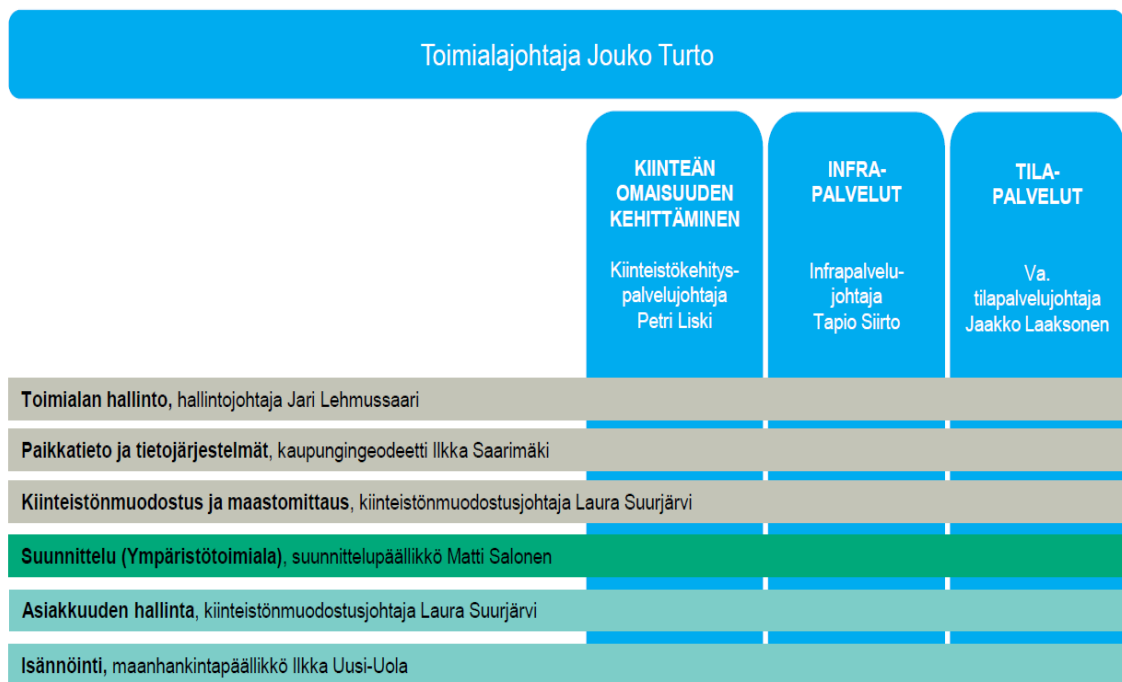 Toimialajohtaja Jouko Turto
KIINTEÄN
OMAISUUDEN
KEHITTÄMINEN
Kiinteistökehitys-
palvelujohtaja
Petri Liski
INFRA-
PALVELUT
Infrapalvelu-
johtaja
Tapio Siirto
TILA-
PALVELUT
Va.
tilapalvelujohtaja
Jaakko Laaksonen
Toimialan hallinto, hallintojohtaja Jari Lehmussaari
Paikkatieto ja tietojärjestelmät, kaupungingeodeetti Ilkka Saarimäki
Kiinteistönmuodostus ja maastomittaus, kiinteistönmuodostusjohtaja Laura Suurjärvi
Suunnittelu (Ympäristötoimiala), suunnittelupäällikkö Matti Salonen
Asiakkuuden hallinta, kiinteistönmuodostusjohtaja Laura Suurjärvi
Isännöinti, maanhankintapäällikkö Ilkka Uusi-Uola